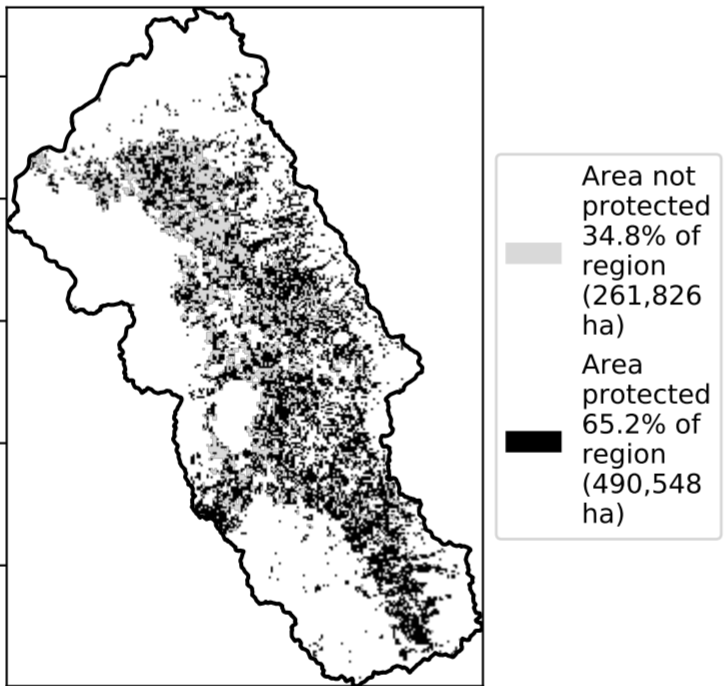 Area not
protected
34.8% of
region
(261,826
ha)
Area
protected
65.2% of
region
(490,548
ha)